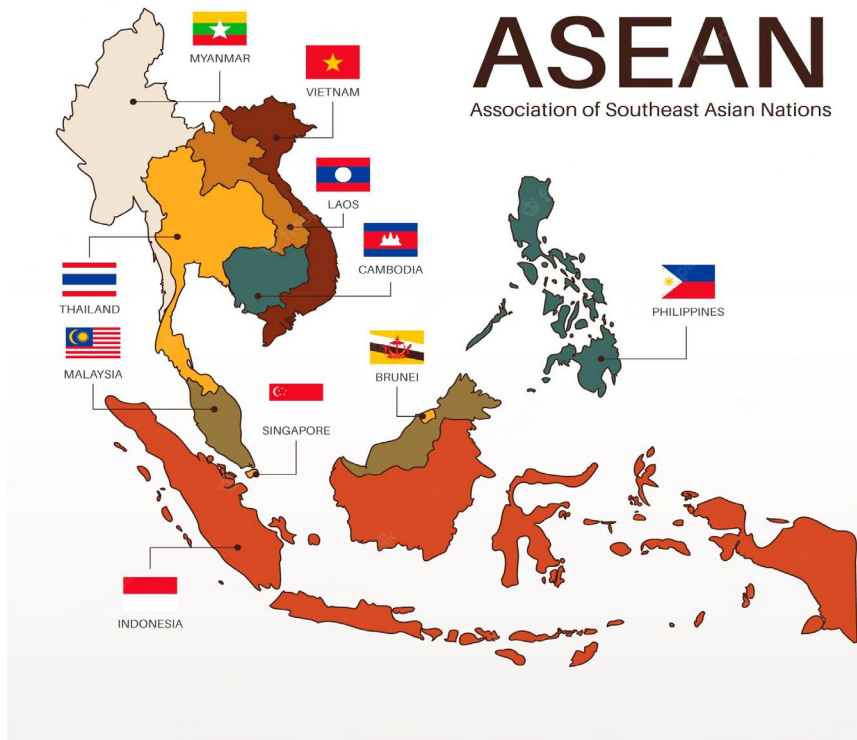 ASEAN
Association of Southeast Asian Nations
MYANMAR
VIETNAM
LAOS
CAMBODIA
THAILAND
PHILIPPINES
MALAYSIA
BRUNEI
SINGAPORE
INDONESIA